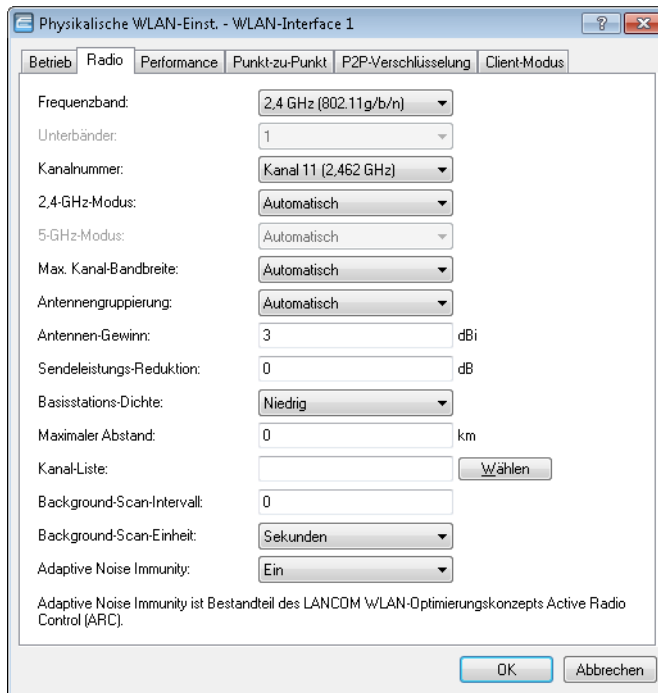 Physikalische WLAN-Einst. - WLAN-Interface 1
Betrieb Radio Performance Punkt-zu-Punkt P2P-Verschlüsselung Client-Modus
Frequenzband: 2,4 GHz (802.11g/b/n)
Unterbänder: 1
Kanalnummer: Kanal 11 (2,462 GHz)
2,4-GHz-Modus: Automatisch
5-GHz-Modus: Automatisch
Max. Kanal-Bandbreite: Automatisch
Antennengruppierung: Automatisch
Antennen-Gewinn: 3 dBi
Sendeleistungs-Reduktion: 0 dB
Basisstations-Dichte: Niedrig
Maximaler Abstand: 0 km
Kanal-Liste: Wählen
Background-Scan-Intervall: 0
Background-Scan-Einheit: Sekunden
Adaptive Noise Immunity: Ein
Adaptive Noise Immunity ist Bestandteil des LANCOM WLAN-Optimierungskonzepts Active Radio
Control (ARC).
OK Abbrechen